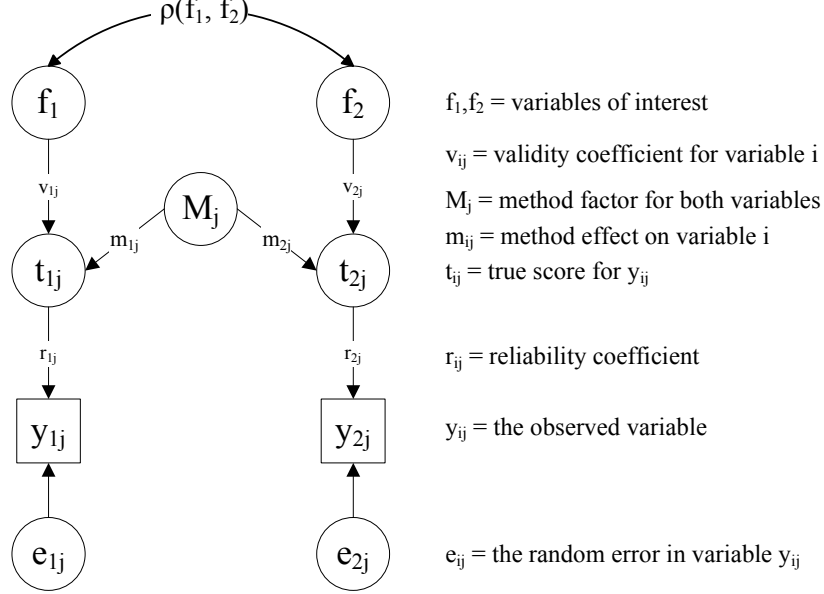 ρ(f₁, f₂)
f₁
f₂
f₁,f₂ = variables of interest
v₁ⱼ
v₂ⱼ
vᵢⱼ = validity coefficient for variable i
Mⱼ
Mⱼ = method factor for both variables
m₁ⱼ
m₂ⱼ
mᵢⱼ = method effect on variable i
t₁ⱼ
t₂ⱼ
tᵢⱼ = true score for yᵢⱼ
r₁ⱼ
r₂ⱼ
rᵢⱼ = reliability coefficient
y₁ⱼ
y₂ⱼ
yᵢⱼ = the observed variable
e₁ⱼ
e₂ⱼ
eᵢⱼ = the random error in variable yᵢⱼ